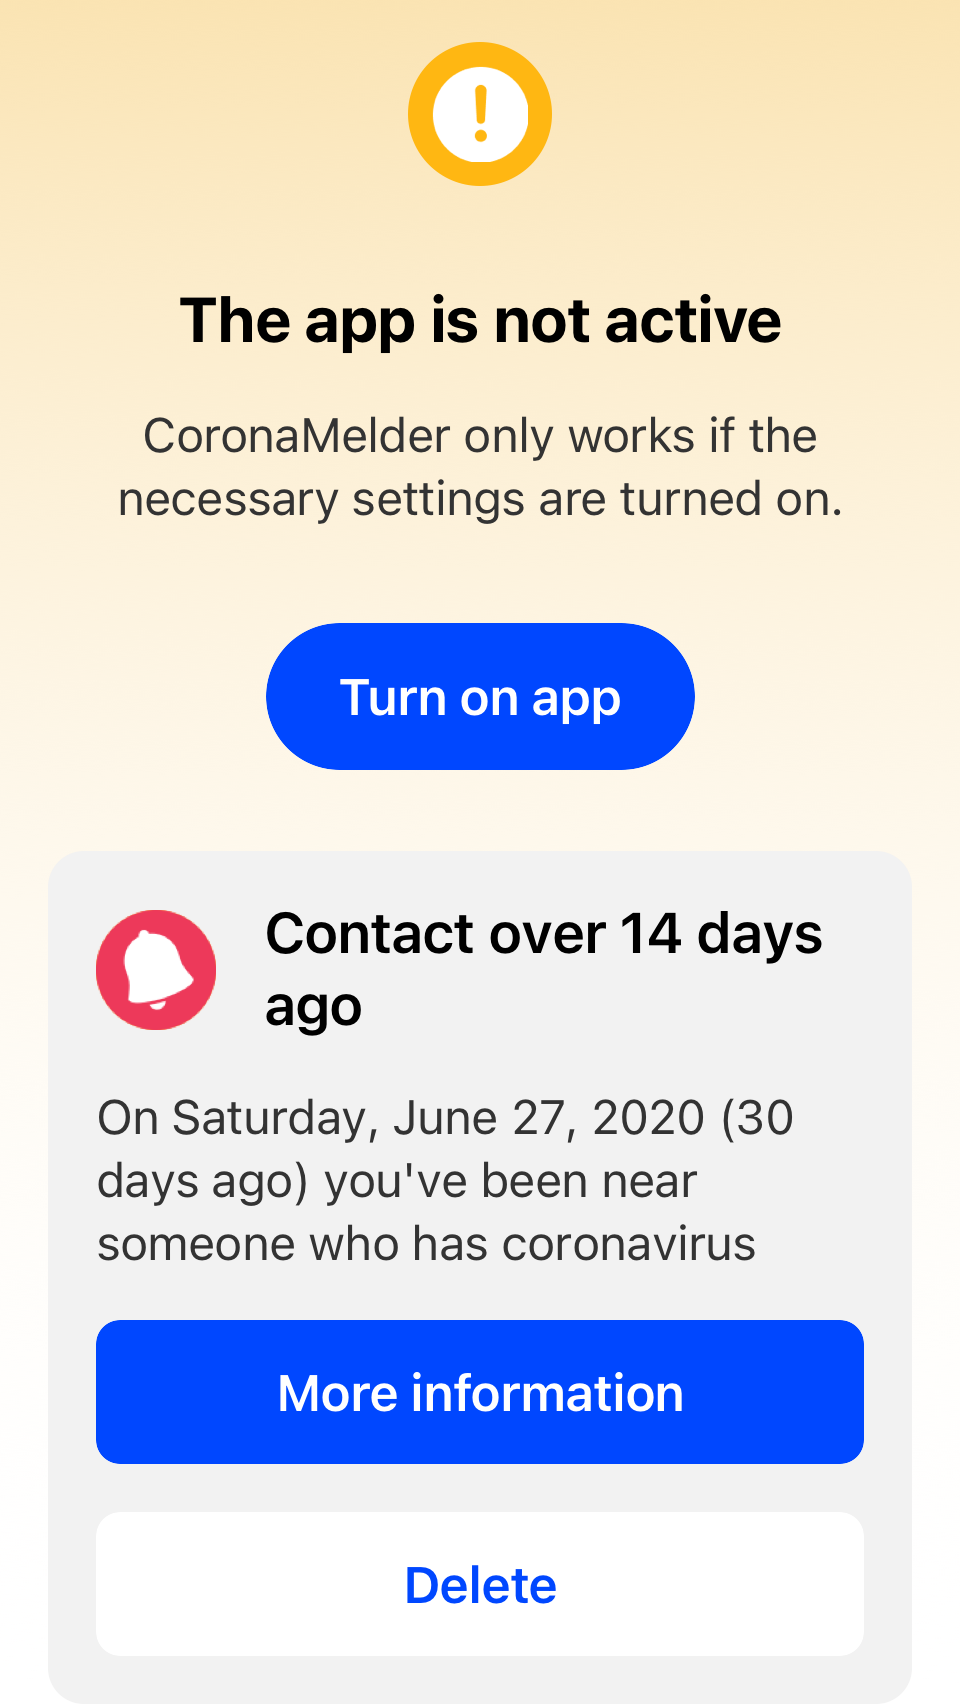 The app is not active
CoronaMelder only works if the
necessary settings are turned on.
Turn on app
Contact over 14 days
ago
On Saturday, June 27, 2020 (30
days ago) you've been near
someone who has coronavirus
More information
Delete